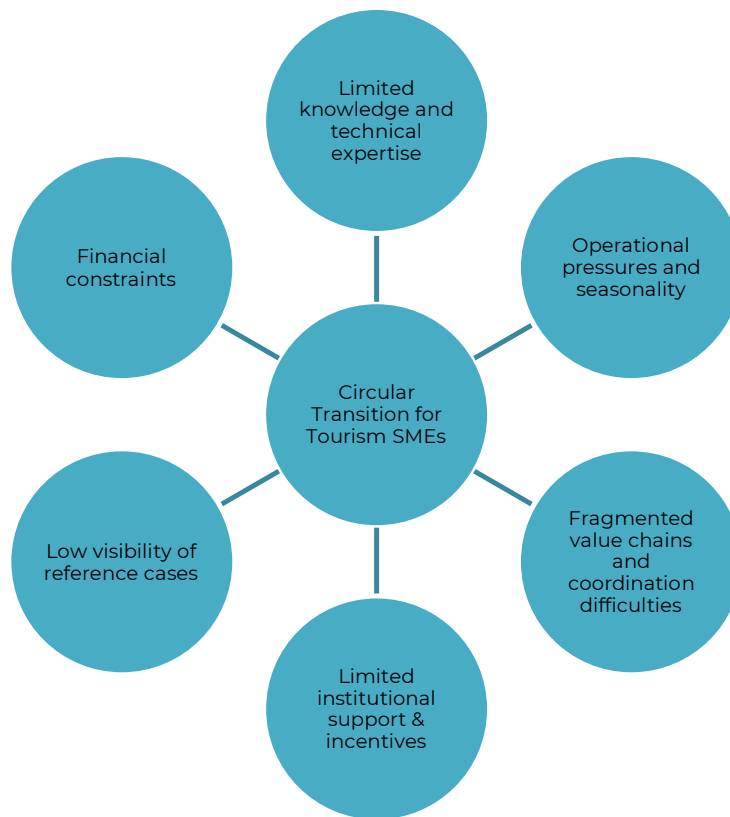 Limited
knowledge and
technical
expertise
Operational
pressures and
seasonality
Financial
constraints
Circular
Transition for
Tourism SMEs
Fragmented
value chains
and
coordination
difficulties
Low visibility of
reference cases
Limited
institutional
support &
incentives